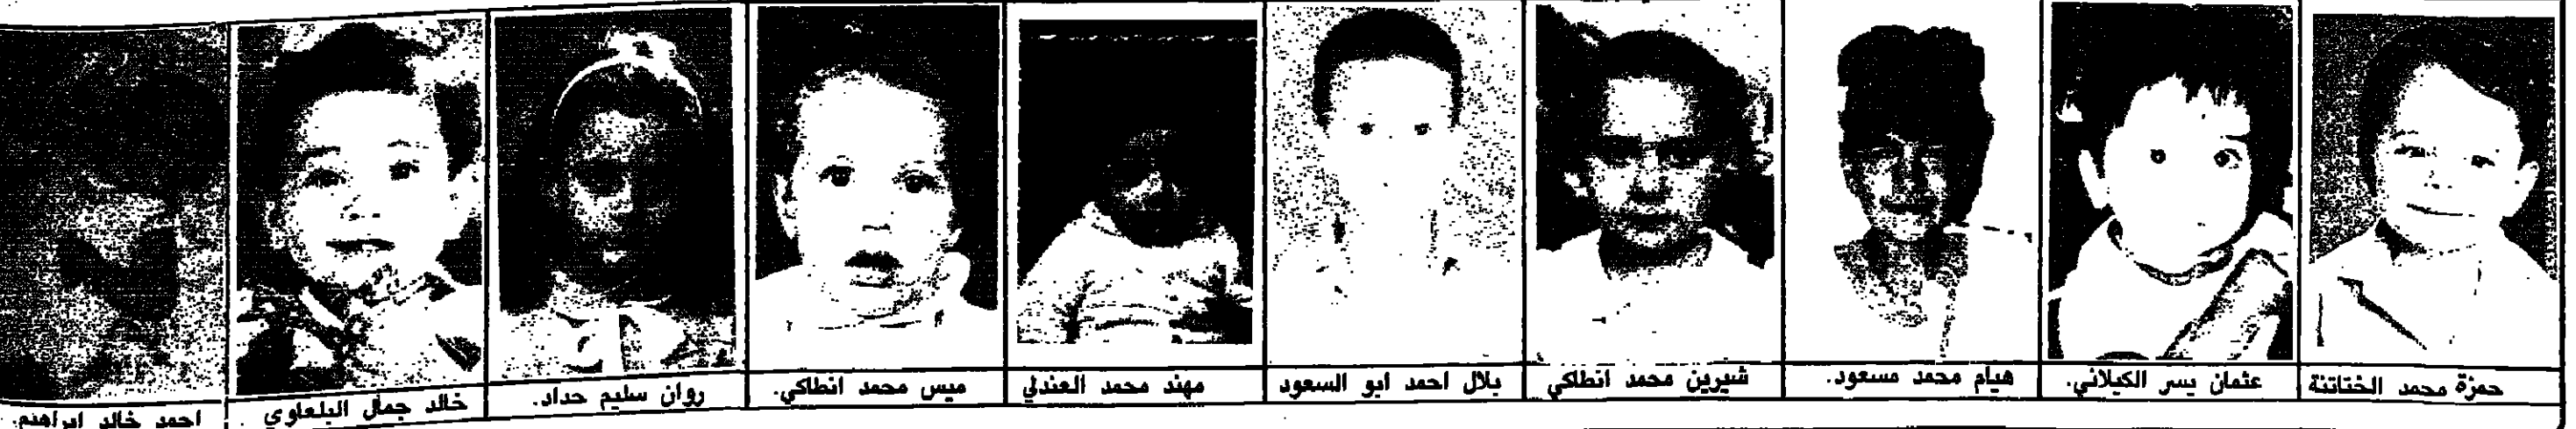 حمزة محمد الختاتنة
عثمان يسر الكيلاني.
هيام محمد مسعود.
شيرين محمد انطاكي
بلال احمد ابو السعود
مهند محمد العندلي
ميس محمد انطاكي.
روان سليم حداد.
خالد جمال البلعاوي
احمد خالد ابراهيم.